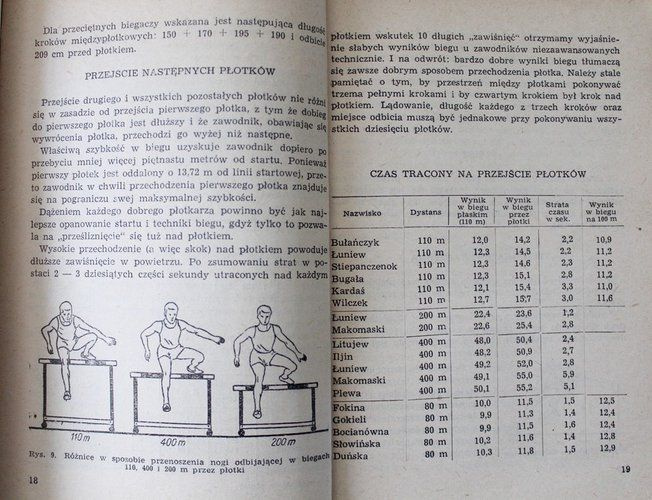 Dla przeciętnych biegaczy wskazana jest następująca długość
kroków międzypłotkowych: 150 + 170 + 195 + 190 i odbicie
209 cm przed płotkiem.
PRZEJSCIE NASTĘPNYCH PŁOTKÓW
Przejście drugiego i wszystkich pozostałych płotków nie różni
się w zasadzie od przejścia pierwszego płotka, z tym że dobieg
do pierwszego płotka jest dłuższy i że zawodnik, obawiając się
wywrócenia płotka, przechodzi go wyżej niż następne.
Właściwą szybkość w biegu uzyskuje zawodnik dopiero po
przebyciu mniej więcej piętnastu metrów od startu. Ponieważ
pierwszy płotek jest oddalony o 13,72 m od linii startowej, prze-
to zawodnik w chwili przechodzenia pierwszego płotka znajduje
się na pograniczu swej maksymalnej szybkości.
Dążeniem każdego dobrego płotkarza powinno być jak naj-
lepsze opanowanie startu i techniki biegu, gdyż tylko to pozwa-
la na „prześliznięcie” się tuż nad płotkiem.
Wysokie przechodzenie (a więc skok) nad płotkiem powoduje
dłuższe zawiśnięcie w powietrzu. Po zsumowaniu strat w po-
staci 2 — 3 dziesiątych części sekundy utraconych nad każdym
110 m
400 m
200 m
Rys. 9. Różnice w sposobie przenoszenia nogi odbijającej w biegach
110, 400 i 200 m przez płotki
18
płotkiem wskutek 10 długich „zawiśnięć” otrzymamy wyjaśnie-
nie słabych wyników biegu u zawodników niezaawansowanych
technicznie. I na odwrót: bardzo dobre wyniki biegu tłumaczą
się zawsze dobrym sposobem przechodzenia płotka. Należy stale
pamiętać o tym, by przestrzeń między płotkami pokonywać
trzema pełnymi krokami i by czwartym krokiem był krok nad
płotkiem. Lądowanie, długość każdego z trzech kroków oraz
miejsce odbicia muszą być jednakowe przy pokonywaniu wszy-
stkich dziesięciu płotków.
CZAS TRACONY NA PRZEJŚCIE PŁOTKÓW
Nazwisko Dystans Wynik w biegu płaskim (110 m) Wynik w biegu przez płotki Strata czasu w sek. Wynik w biegu na 100 m
Bułańczyk 110 m 12,0 14,2 2,2 10,9
Łuniew 110 m 12,3 14,5 2,2 11,2
Stiepanczenok 110 m 12,3 14,6 2,3 11,2
Bugała 110 m 12,3 15,1 2,8 11,2
Kardaś 110 m 12,1 15,4 3,3 11,0
Wilczek 110 m 12,7 15,7 3,0 11,6
Łuniew 200 m 22,4 23,6 1,2
Makomaski 200 m 22,6 25,4 2,8
Litujew 400 m 48,0 50,4 2,4
Iljin 400 m 48,2 50,9 2,7
Łuniew 400 m 49,2 52,0 2,8
Makomaski 400 m 49,1 55,0 5,9
Plewa 400 m 50,1 55,2 5,1
Fokina 80 m 10,0 11,5 1,5 12,5
Gokieli 80 m 9,9 11,3 1,4 12,4
Bocianówna 80 m 9,9 11,5 1,6 12,4
Słowińska 80 m 10,2 11,6 1,4 12,8
Duńska 80 m 10,3 11,8 1,5 12,9
19